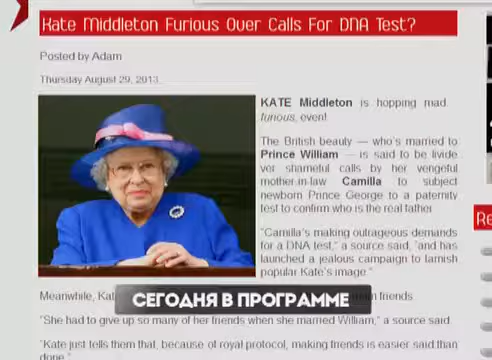 Kate Middleton Furious Over Calls For DNA Test?
Posted by Adam
Thursday August 29, 2013
KATE Middleton is hopping mad.
furious, even!
The British beauty — who's married to
Prince William — is said to be livide
ver shameful calls by her vengeful
mother-in-law Camilla to subject
newborn Prince George to a paternity
test to confirm who is the real father
"Camilla's making outrageous demands
for a DNA test," a source said, "and has
launched a jealous campaign to tarnish
popular Kate's image."
Meanwhile, Kat
friends
СЕГОДНЯ В ПРОГРАММЕ
"She had to give up so many of her friends when she married William," a source said.
"Kate just tells them that, because of royal protocol, making friends is easier said than
done."
Re